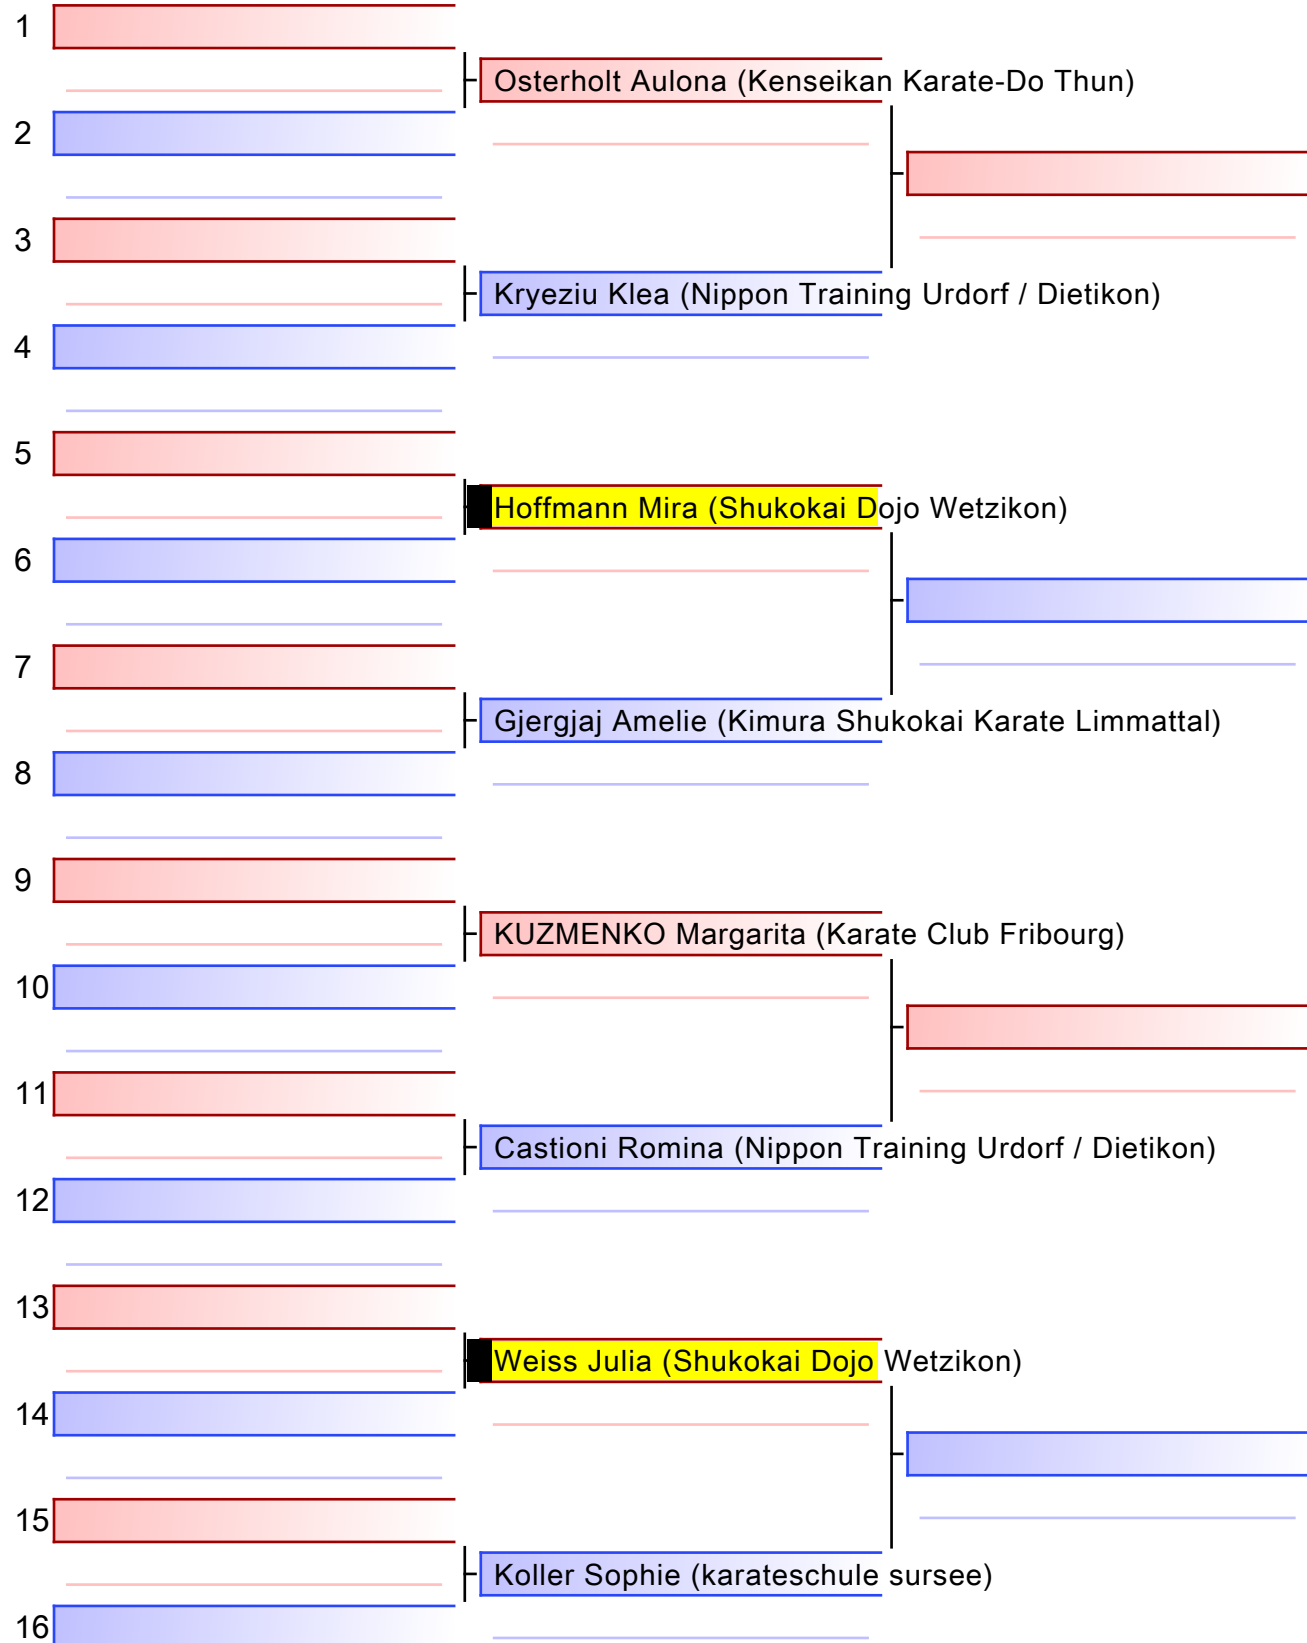 1
Osterholt Aulona (Kenseikan Karate-Do Thun)
2
3
Kryeziu Klea (Nippon Training Urdorf / Dietikon)
4
5
Hoffmann Mira (Shukokai Dojo Wetzikon)
6
7
Gjergjaj Amelie (Kimura Shukokai Karate Limmattal)
8
9
KUZMENKO Margarita (Karate Club Fribourg)
10
11
Castioni Romina (Nippon Training Urdorf / Dietikon)
12
13
Weiss Julia (Shukokai Dojo Wetzikon)
14
15
Koller Sophie (karateschule sursee)
16